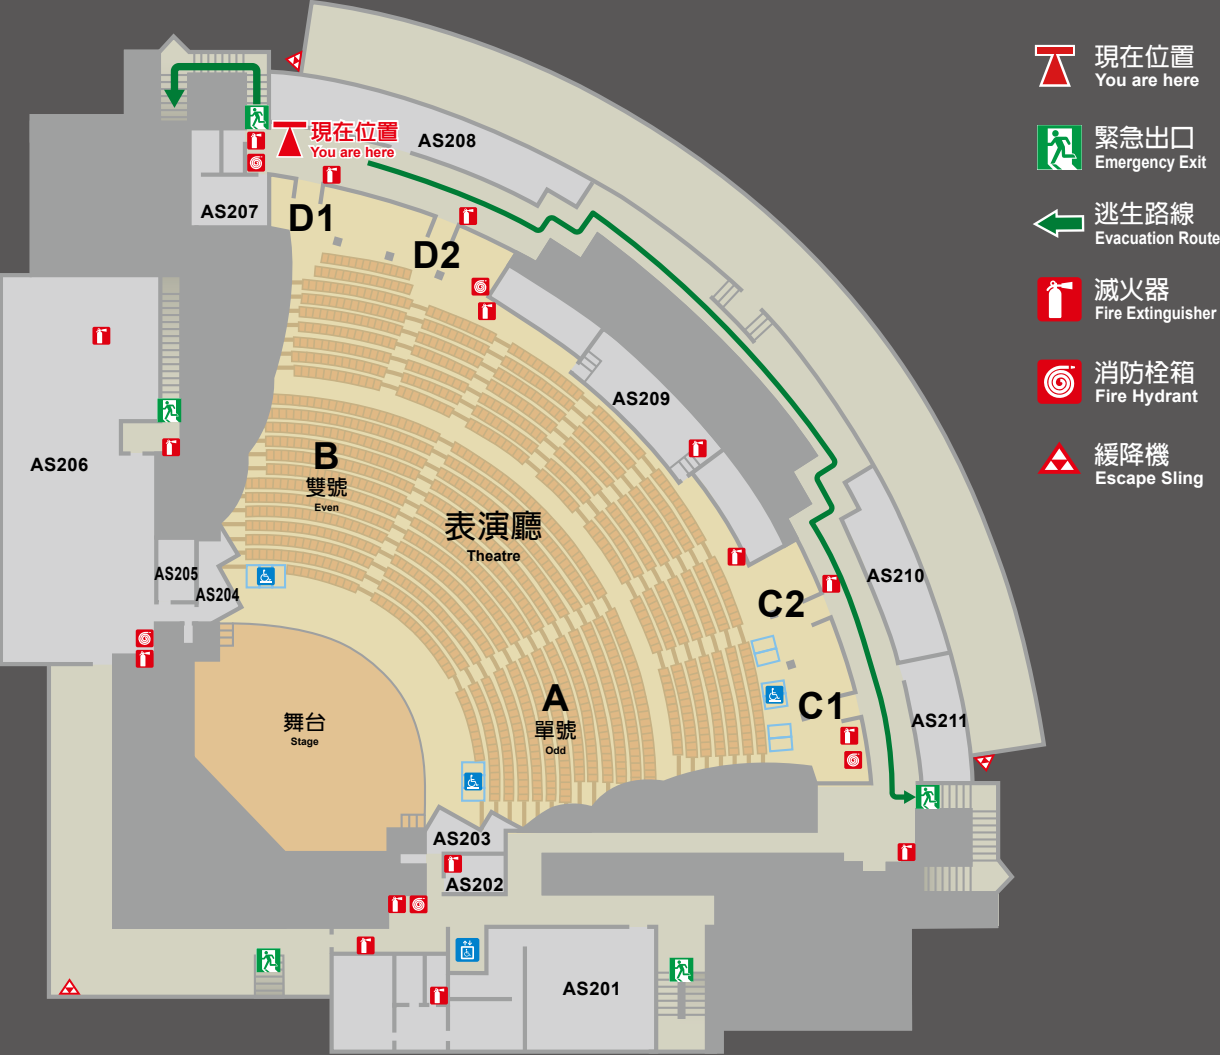 現在位置
You are here
緊急出口
Emergency Exit
逃生路線
Evacuation Route
滅火器
Fire Extinguisher
消防栓箱
Fire Hydrant
緩降機
Escape Sling
現在位置
You are here
AS208
AS207
D1
D2
AS209
AS206
B
雙號
Even
表演廳
Theatre
AS205
AS204
AS210
C2
舞台
Stage
A
單號
Odd
C1
AS211
AS203
AS202
AS201